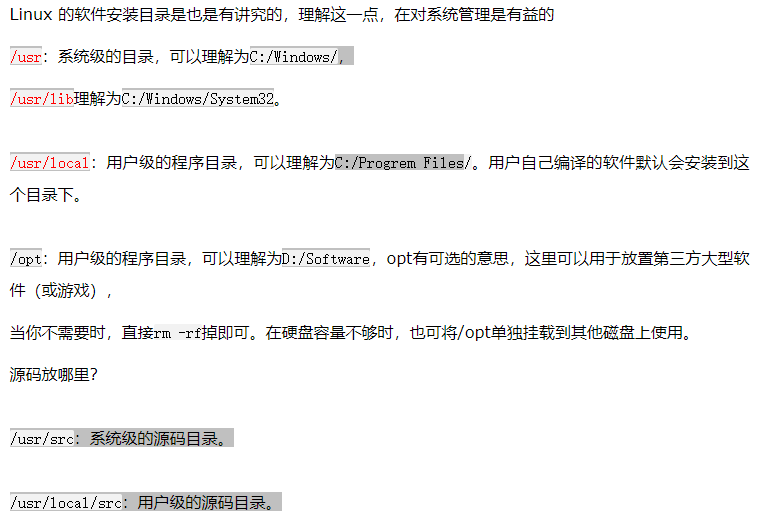 Linux 的软件安装目录是也是有讲究的，理解这一点，在对系统管理是有益的
/usr：系统级的目录，可以理解为C:/Windows/，
/usr/lib理解为C:/Windows/System32。
/usr/local：用户级的程序目录，可以理解为C:/Progrem Files/。用户自己编译的软件默认会安装到这
个目录下。
/opt：用户级的程序目录，可以理解为D:/Software，opt有可选的意思，这里可以用于放置第三方大型软
件（或游戏），
当你不需要时，直接rm -rf掉即可。在硬盘容量不够时，也可将/opt单独挂载到其他磁盘上使用。
源码放哪里？
/usr/src：系统级的源码目录。
/usr/local/src：用户级的源码目录。